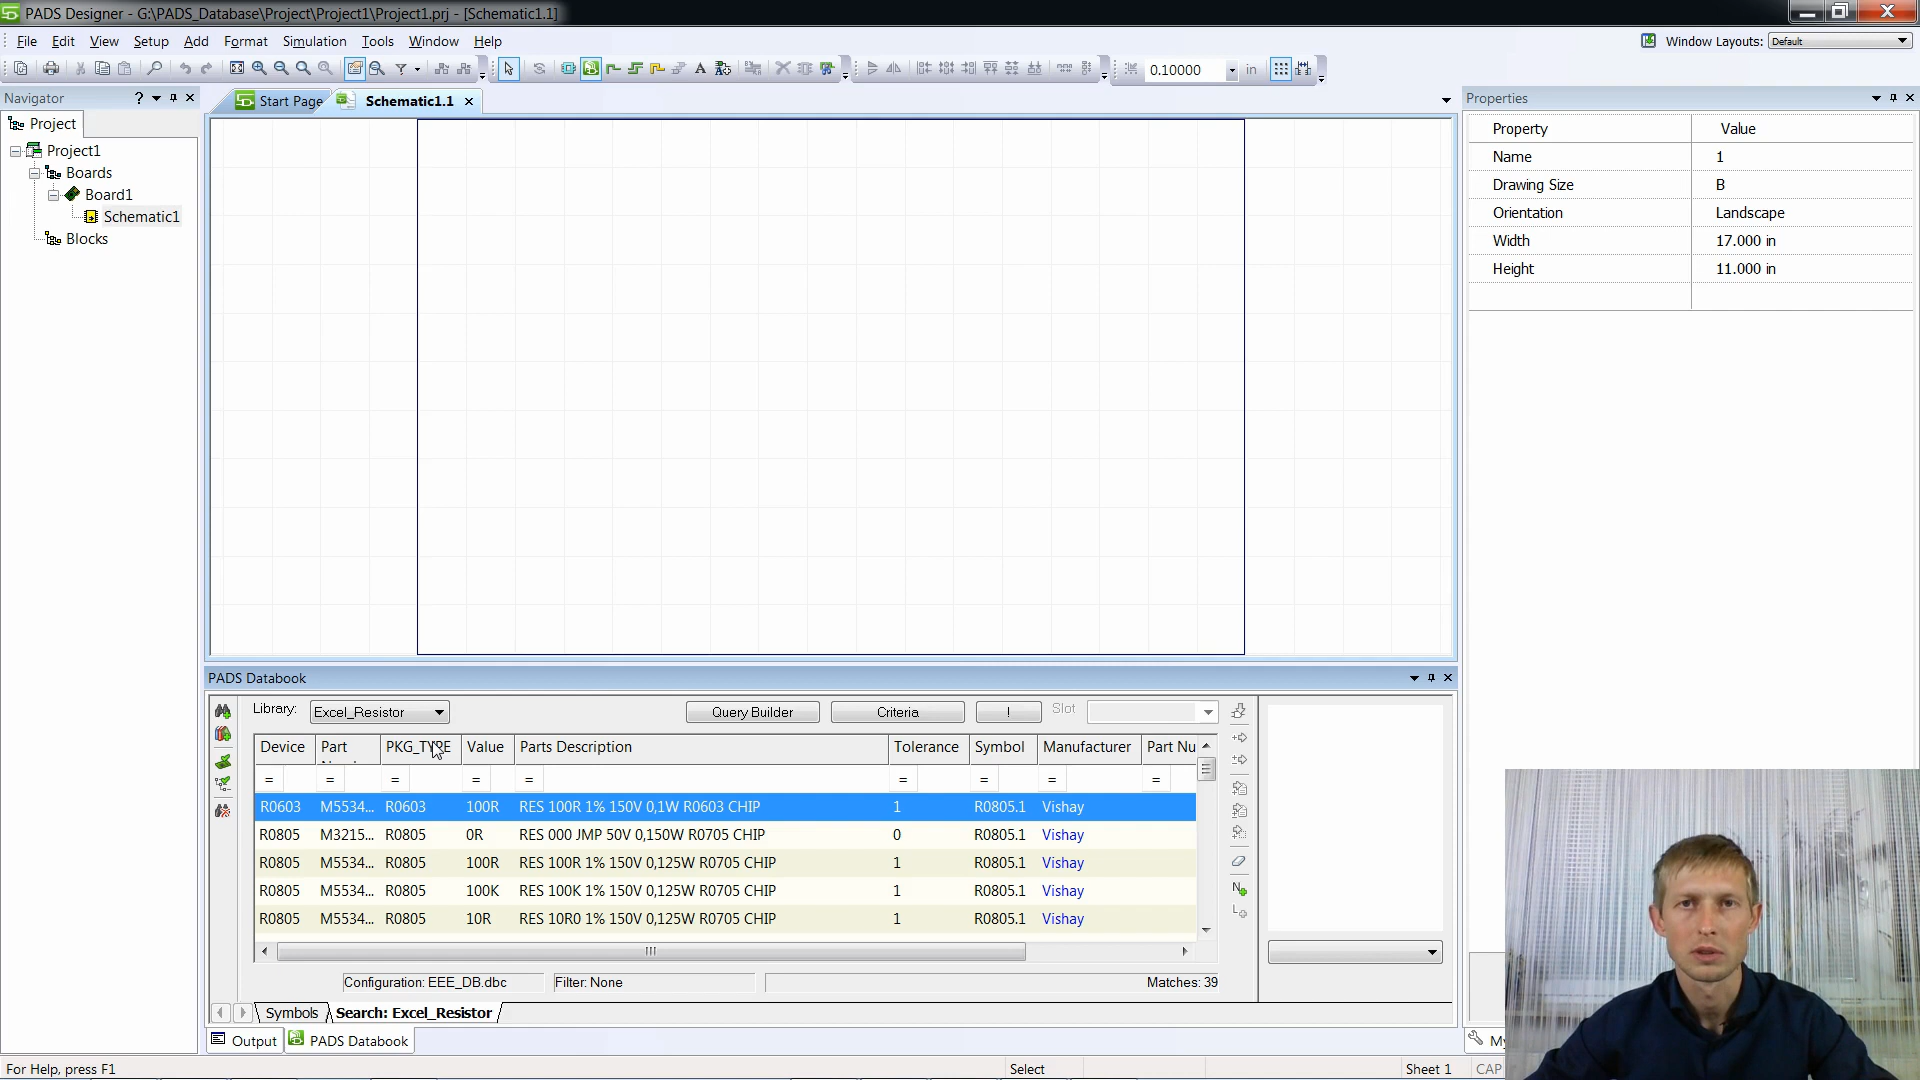 PADS Designer - G:\PADS_Database\Project\Project1\Project1.prj - [Schematic1.1]
File Edit View Setup Add Format Simulation Tools Window Help
Window Layouts: Default
0.10000 in
Navigator
Start Page
Schematic1.1
Properties
Project
Property Value
Project1
Name 1
Boards
Drawing Size B
Board1
Orientation Landscape
Schematic1
Width 17.000 in
Blocks
Height 11.000 in
PADS Databook
Library: Excel_Resistor Query Builder Criteria ! Slot
Device Part PKG_TYPE Value Parts Description Tolerance Symbol Manufacturer Part Nu
= = = = = = = = =
R0603 M5534... R0603 100R RES 100R 1% 150V 0,1W R0603 CHIP 1 R0805.1 Vishay
R0805 M3215... R0805 0R RES 000 JMP 50V 0,150W R0705 CHIP 0 R0805.1 Vishay
R0805 M5534... R0805 100R RES 100R 1% 150V 0,125W R0705 CHIP 1 R0805.1 Vishay
R0805 M5534... R0805 100K RES 100K 1% 150V 0,125W R0705 CHIP 1 R0805.1 Vishay
R0805 M5534... R0805 10R RES 10R0 1% 150V 0,125W R0705 CHIP 1 R0805.1 Vishay
Configuration: EEE_DB.dbc Filter: None Matches: 39
Symbols Search: Excel_Resistor
Output PADS Databook
My
For Help, press F1 Select Sheet 1 CAP